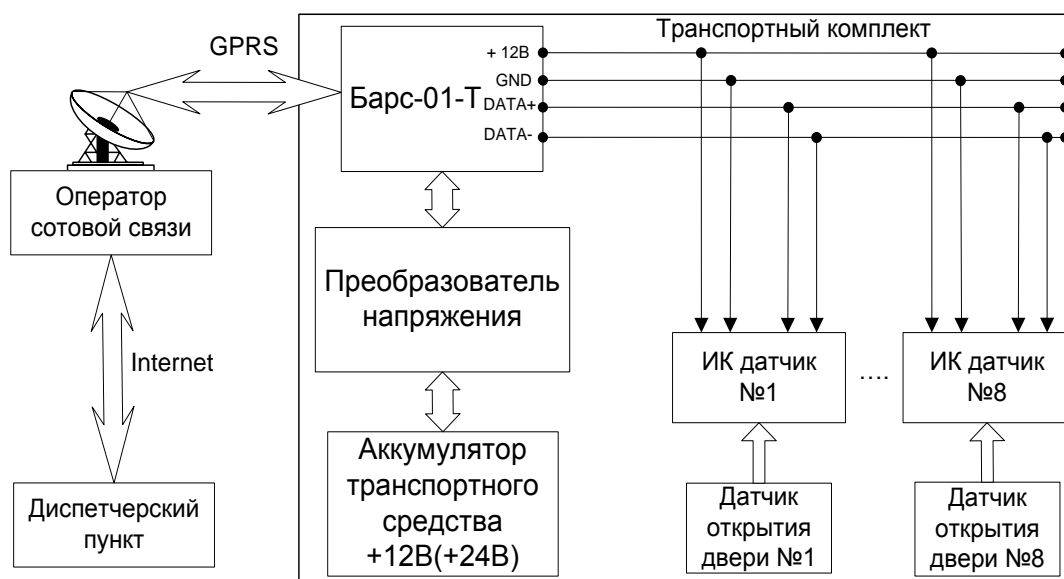 GPRS
Транспортный комплект
Барс-01-Т
+ 12В
GND
DATA+
DATA-
Оператор
сотовой связи
Преобразователь
напряжения
Internet
ИК датчик
№1
....
ИК датчик
№8
Аккумулятор
транспортного
средства
+12В(+24В)
Диспетчерский
пункт
Датчик
открытия
двери №1
Датчик
открытия
двери №8